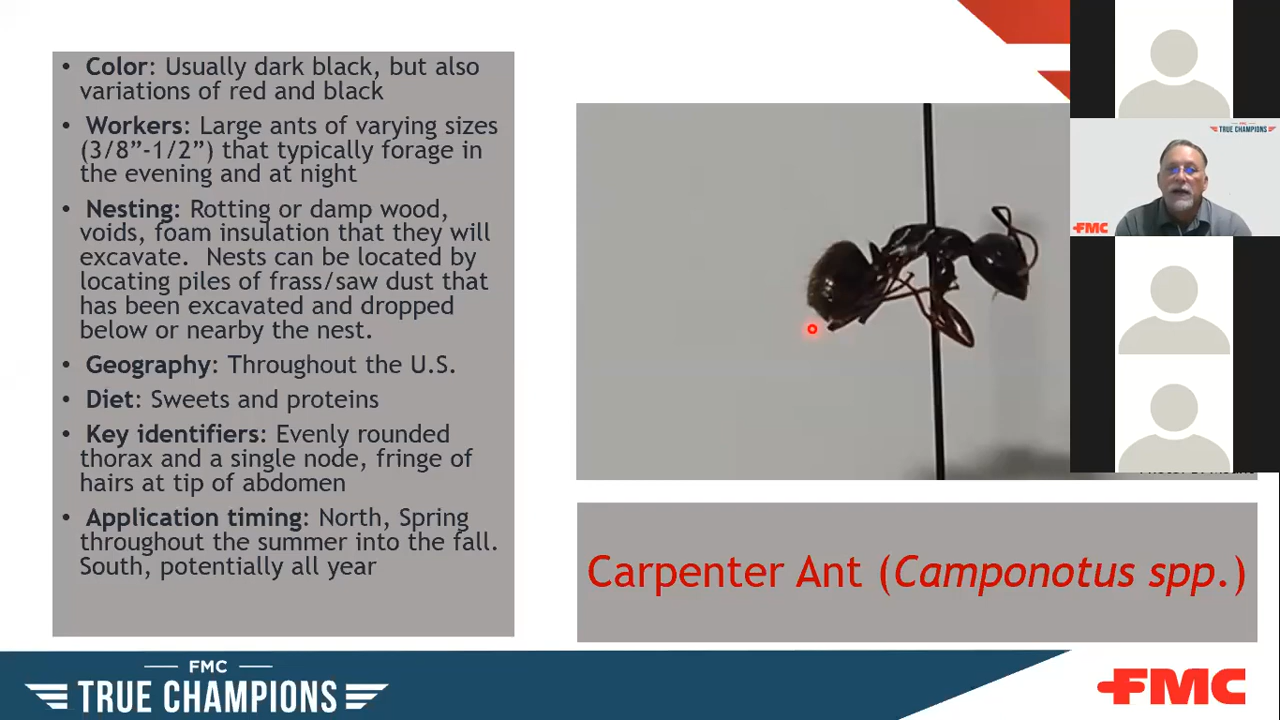 • Color: Usually dark black, but also
variations of red and black
• Workers: Large ants of varying sizes
(3/8”-1/2”) that typically forage in
the evening and at night
• Nesting: Rotting or damp wood,
voids, foam insulation that they will
excavate. Nests can be located by
locating piles of frass/saw dust that
has been excavated and dropped
below or nearby the nest.
• Geography: Throughout the U.S.
• Diet: Sweets and proteins
• Key identifiers: Evenly rounded
thorax and a single node, fringe of
hairs at tip of abdomen
• Application timing: North, Spring
throughout the summer into the fall.
South, potentially all year
FMC
TRUE CHAMPIONS
FMC
Carpenter Ant (Camponotus spp.)
FMC
TRUE CHAMPIONS
FMC